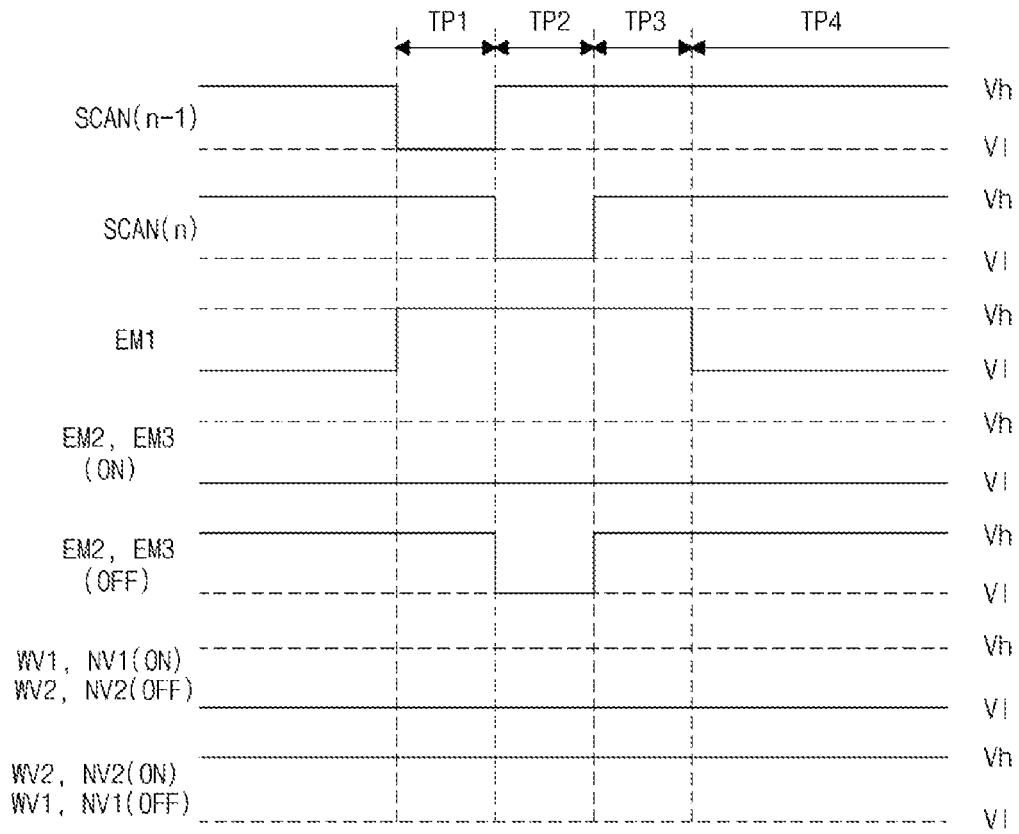 TP1 TP2 TP3 TP4
Vh
SCAN(n-1)
Vl
Vh
SCAN(n)
Vl
Vh
EM1
Vl
Vh
EM2, EM3
(ON)
Vl
Vh
EM2, EM3
(OFF)
Vl
Vh
WV1, NV1(ON)
WV2, NV2(OFF)
Vl
Vh
WV2, NV2(ON)
WV1, NV1(OFF)
Vl